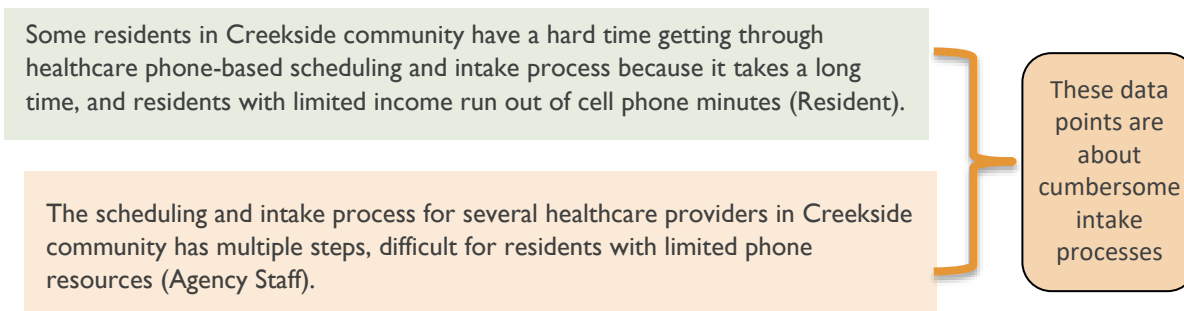 Some residents in Creekside community have a hard time getting through
healthcare phone-based scheduling and intake process because it takes a long
time, and residents with limited income run out of cell phone minutes (Resident).
The scheduling and intake process for several healthcare providers in Creekside
community has multiple steps, difficult for residents with limited phone
resources (Agency Staff).
These data
points are
about
cumbersome
intake
processes